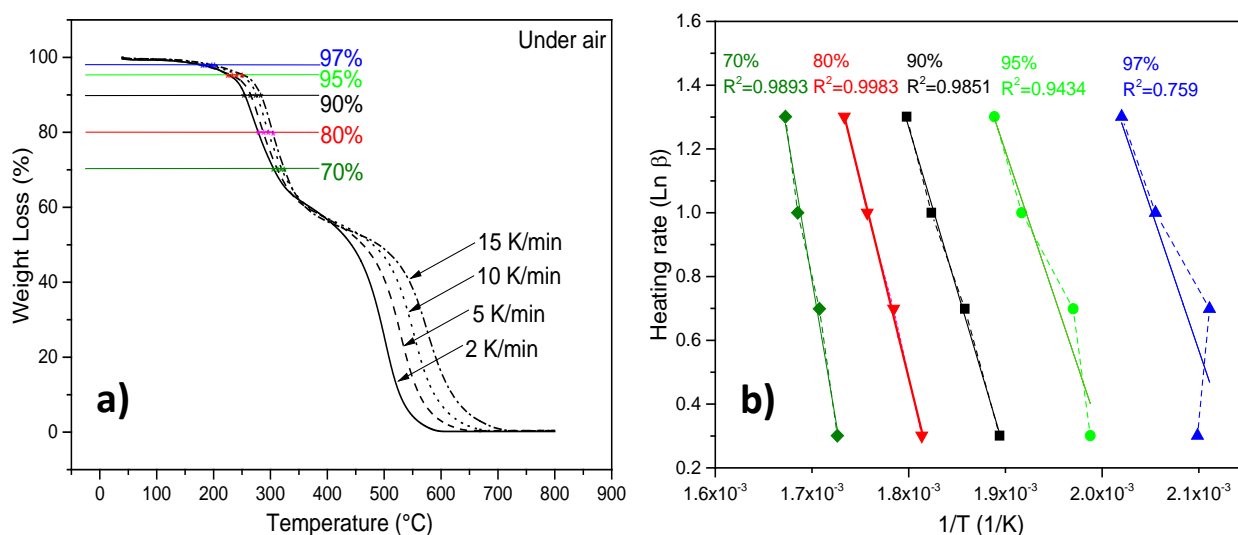 Under air
97%
95%
90%
80%
70%
15 K/min
10 K/min
5 K/min
2 K/min
a)
100
80
60
40
20
0
0 100 200 300 400 500 600 700 800 900
Temperature (°C)
Weight Loss (%)
70%
R²=0.9893
80%
R²=0.9983
90%
R²=0.9851
95%
R²=0.9434
97%
R²=0.759
b)
1.6
1.4
1.2
1.0
0.8
0.6
0.4
0.2
1.6x10⁻³ 1.7x10⁻³ 1.8x10⁻³ 1.9x10⁻³ 2.0x10⁻³ 2.1x10⁻³
1/T (1/K)
Heating rate (Ln β)